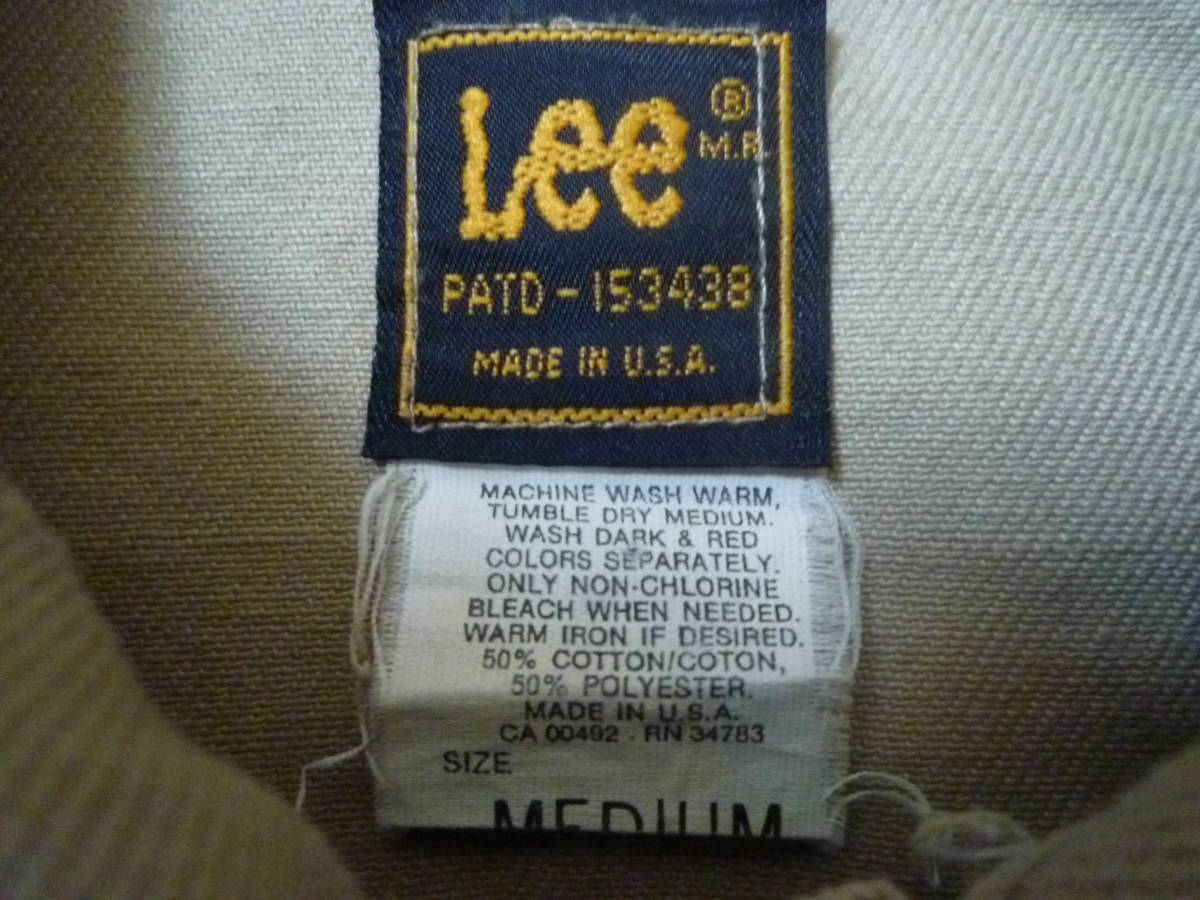 Lee ®
M.R.
PATD - 153438
MADE IN U.S.A.
MACHINE WASH WARM,
TUMBLE DRY MEDIUM.
WASH DARK & RED
COLORS SEPARATELY.
ONLY NON-CHLORINE
BLEACH WHEN NEEDED.
WARM IRON IF DESIRED.
50% COTTON/COTON,
50% POLYESTER.
MADE IN U.S.A.
CA 00492 . RN 34783
SIZE
MEDIUM